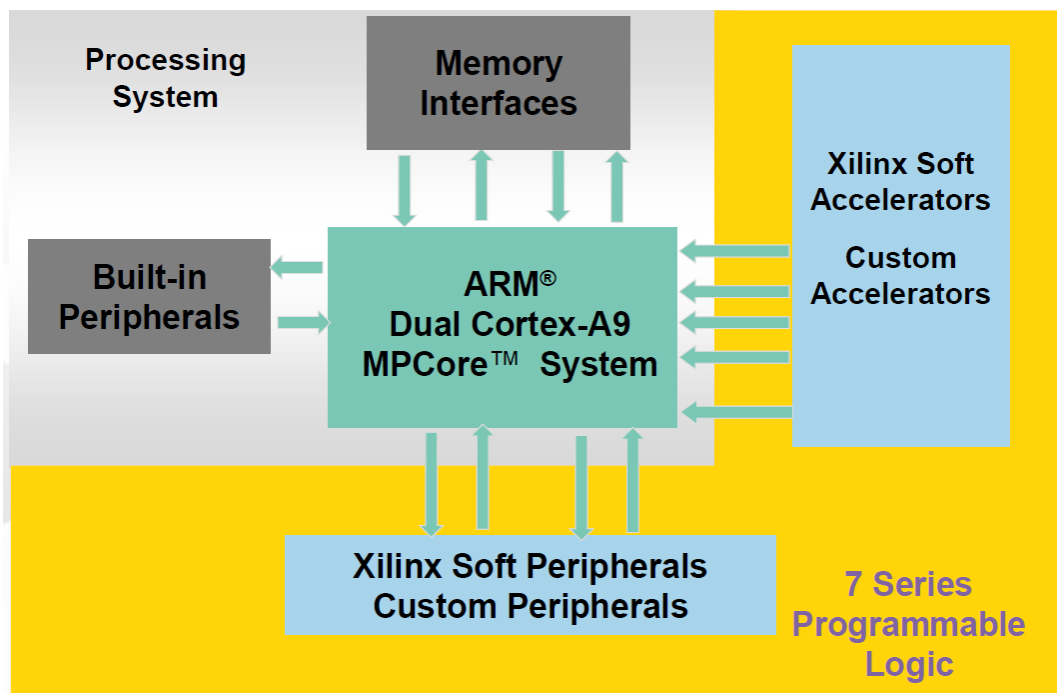 Processing
System
Memory
Interfaces
Xilinx Soft
Accelerators
Custom
Accelerators
Built-in
Peripherals
ARM®
Dual Cortex-A9
MPCore™ System
Xilinx Soft Peripherals
Custom Peripherals
7 Series
Programmable
Logic